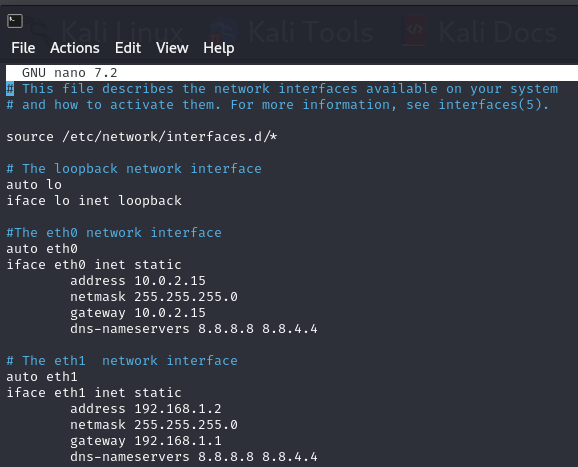 Kali Linux Kali Tools Kali Docs
File Actions Edit View Help
GNU nano 7.2
# This file describes the network interfaces available on your system
# and how to activate them. For more information, see interfaces(5).
source /etc/network/interfaces.d/*
# The loopback network interface
auto lo
iface lo inet loopback
#The eth0 network interface
auto eth0
iface eth0 inet static
address 10.0.2.15
netmask 255.255.255.0
gateway 10.0.2.15
dns-nameservers 8.8.8.8 8.8.4.4
# The eth1  network interface
auto eth1
iface eth1 inet static
address 192.168.1.2
netmask 255.255.255.0
gateway 192.168.1.1
dns-nameservers 8.8.8.8 8.8.4.4